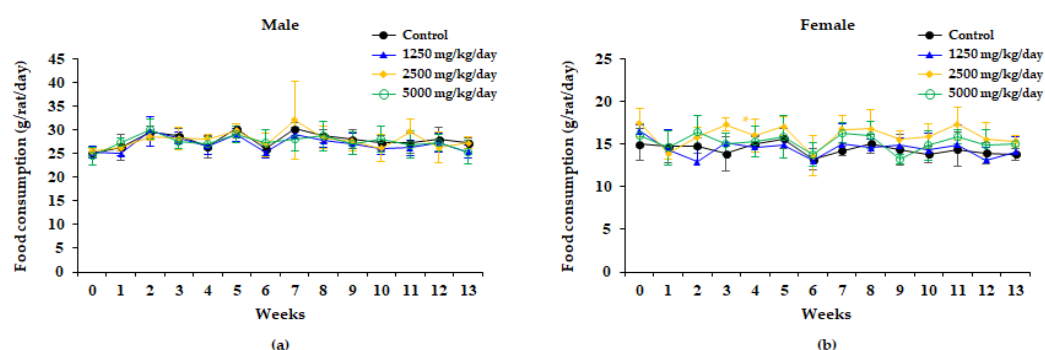 Male
Control
1250 mg/kg/day
2500 mg/kg/day
5000 mg/kg/day
Food consumption (g/rat/day)
45
40
35
30
25
20
15
10
5
0
0 1 2 3 4 5 6 7 8 9 10 11 12 13
Weeks
(a)
Female
Control
1250 mg/kg/day
2500 mg/kg/day
5000 mg/kg/day
Food consumption (g/rat/day)
25
20
15
10
5
0
*
0 1 2 3 4 5 6 7 8 9 10 11 12 13
Weeks
(b)